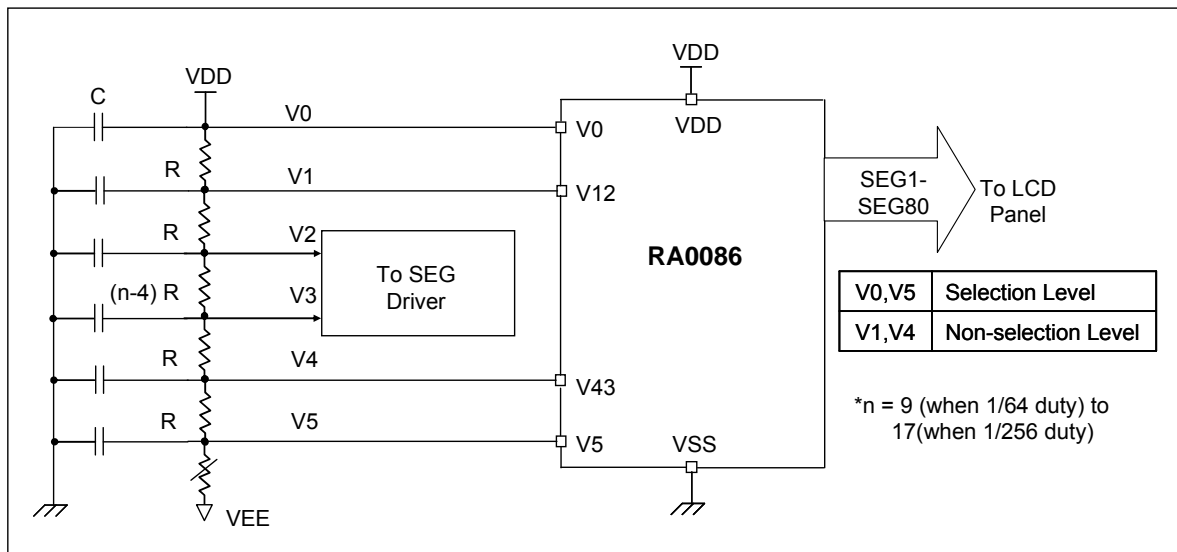 VDD
C
V0
R
V1
R
V2
(n-4) R
V3
To SEG
Driver
R
V4
R
V5
VEE
VDD
VDD
V0
V12
RA0086
V43
V5
VSS
SEG1-
SEG80
To LCD
Panel
V0,V5 Selection Level
V1,V4 Non-selection Level
*n = 9 (when 1/64 duty) to
17(when 1/256 duty)